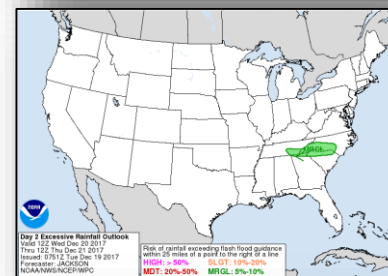 MRGL
NOAA
Day 2 Excessive Rainfall Outlook
Valid 12Z Wed Dec 20 2017
Thru 12Z Thu Dec 21 2017
Issued: 0751Z Tue Dec 19 2017
Forecaster: JACKSON
NOAA/NWS/NCEP/WPC
Risk of rainfall exceeding flash flood guidance
within 25 miles of a point to the right of a line
HIGH: > 50% SLGT: 10%-20%
MDT: 20%-50% MRGL: 5%-10%